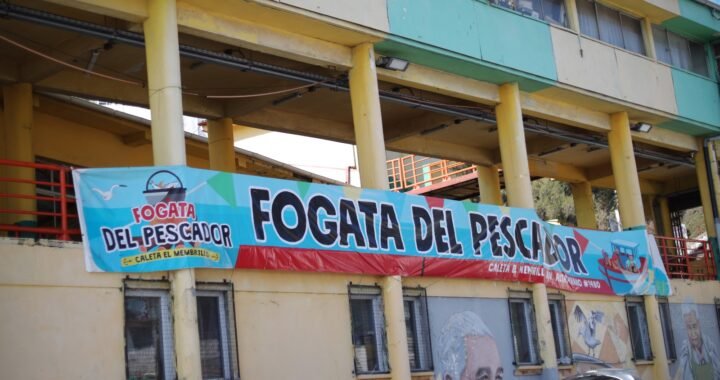 FOGATA
DEL PESCADOR
CALETA EL MEMBRILLO
FOGATA DEL PESCADOR
CALETA EL MEMBRILLO,